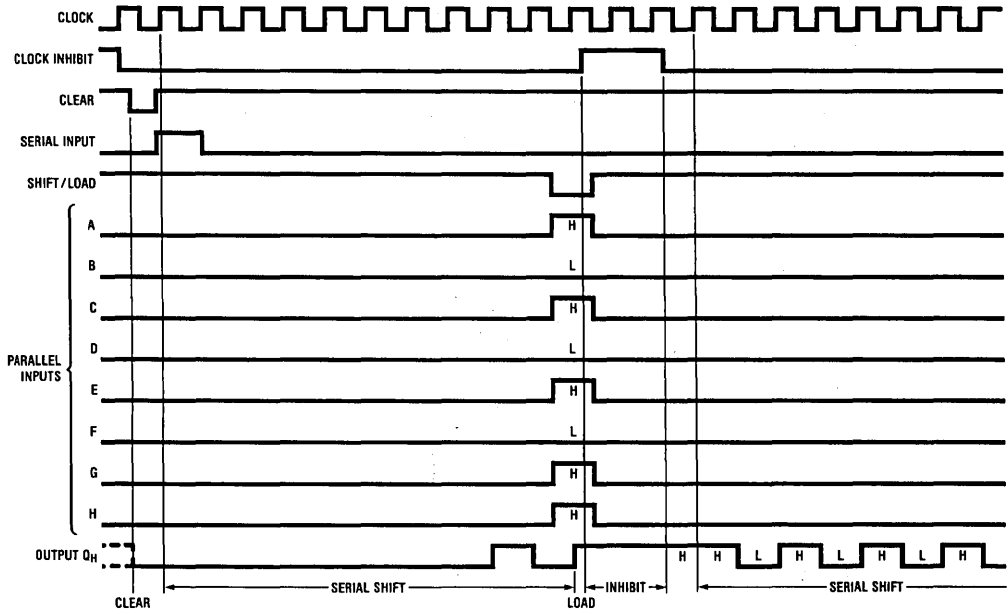 CLOCK
CLOCK INHIBIT
CLEAR
SERIAL INPUT
SHIFT/LOAD
A H
B L
C H
D L
PARALLEL
INPUTS
E H
F L
G H
H H
OUTPUT QH H H L H L H L H
SERIAL SHIFT INHIBIT SERIAL SHIFT
CLEAR LOAD